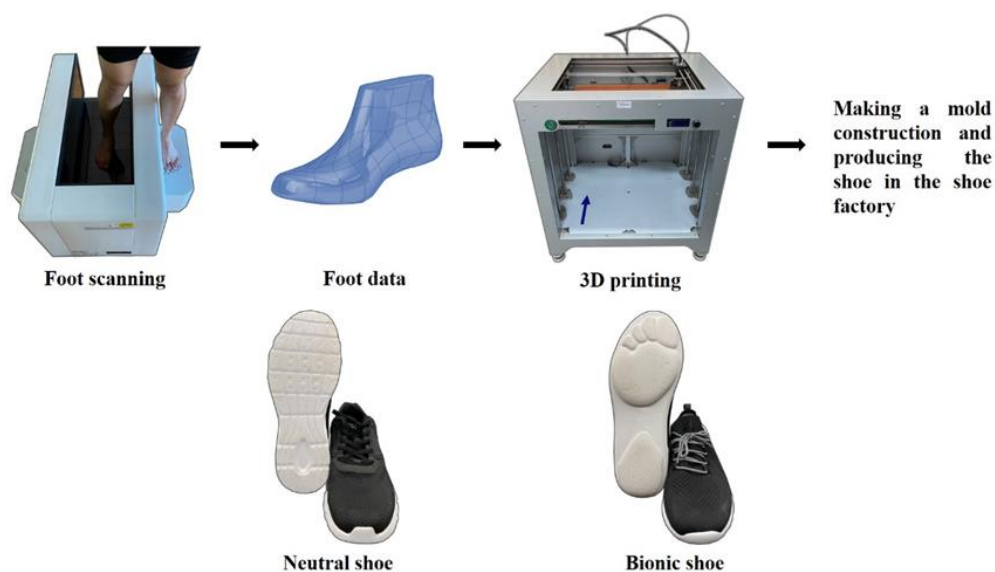 Making a mold
construction and
producing the
shoe in the shoe
factory
Foot scanning
Foot data
3D printing
Neutral shoe
Bionic shoe